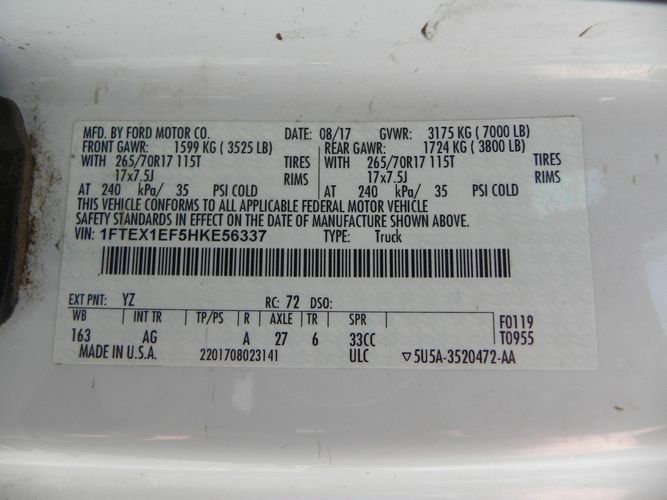 MFD. BY FORD MOTOR CO. DATE: 08/17 GVWR: 3175 KG ( 7000 LB)
FRONT GAWR: 1599 KG ( 3525 LB) REAR GAWR: 1724 KG ( 3800 LB)
WITH 265/70R17 115T TIRES WITH 265/70R17 115T TIRES
17x7.5J RIMS 17x7.5J RIMS
AT 240 kPa/ 35 PSI COLD AT 240 kPa/ 35 PSI COLD
THIS VEHICLE CONFORMS TO ALL APPLICABLE FEDERAL MOTOR VEHICLE
SAFETY STANDARDS IN EFFECT ON THE DATE OF MANUFACTURE SHOWN ABOVE.
VIN: 1FTEX1EF5HKE56337 TYPE: Truck
EXT PNT: YZ RC: 72 DSO:
WB INT TR TP/PS R AXLE TR SPR F0119
163 AG A 27 6 33CC T0955
MADE IN U.S.A. 2201708023141 ULC ▽5U5A-3520472-AA